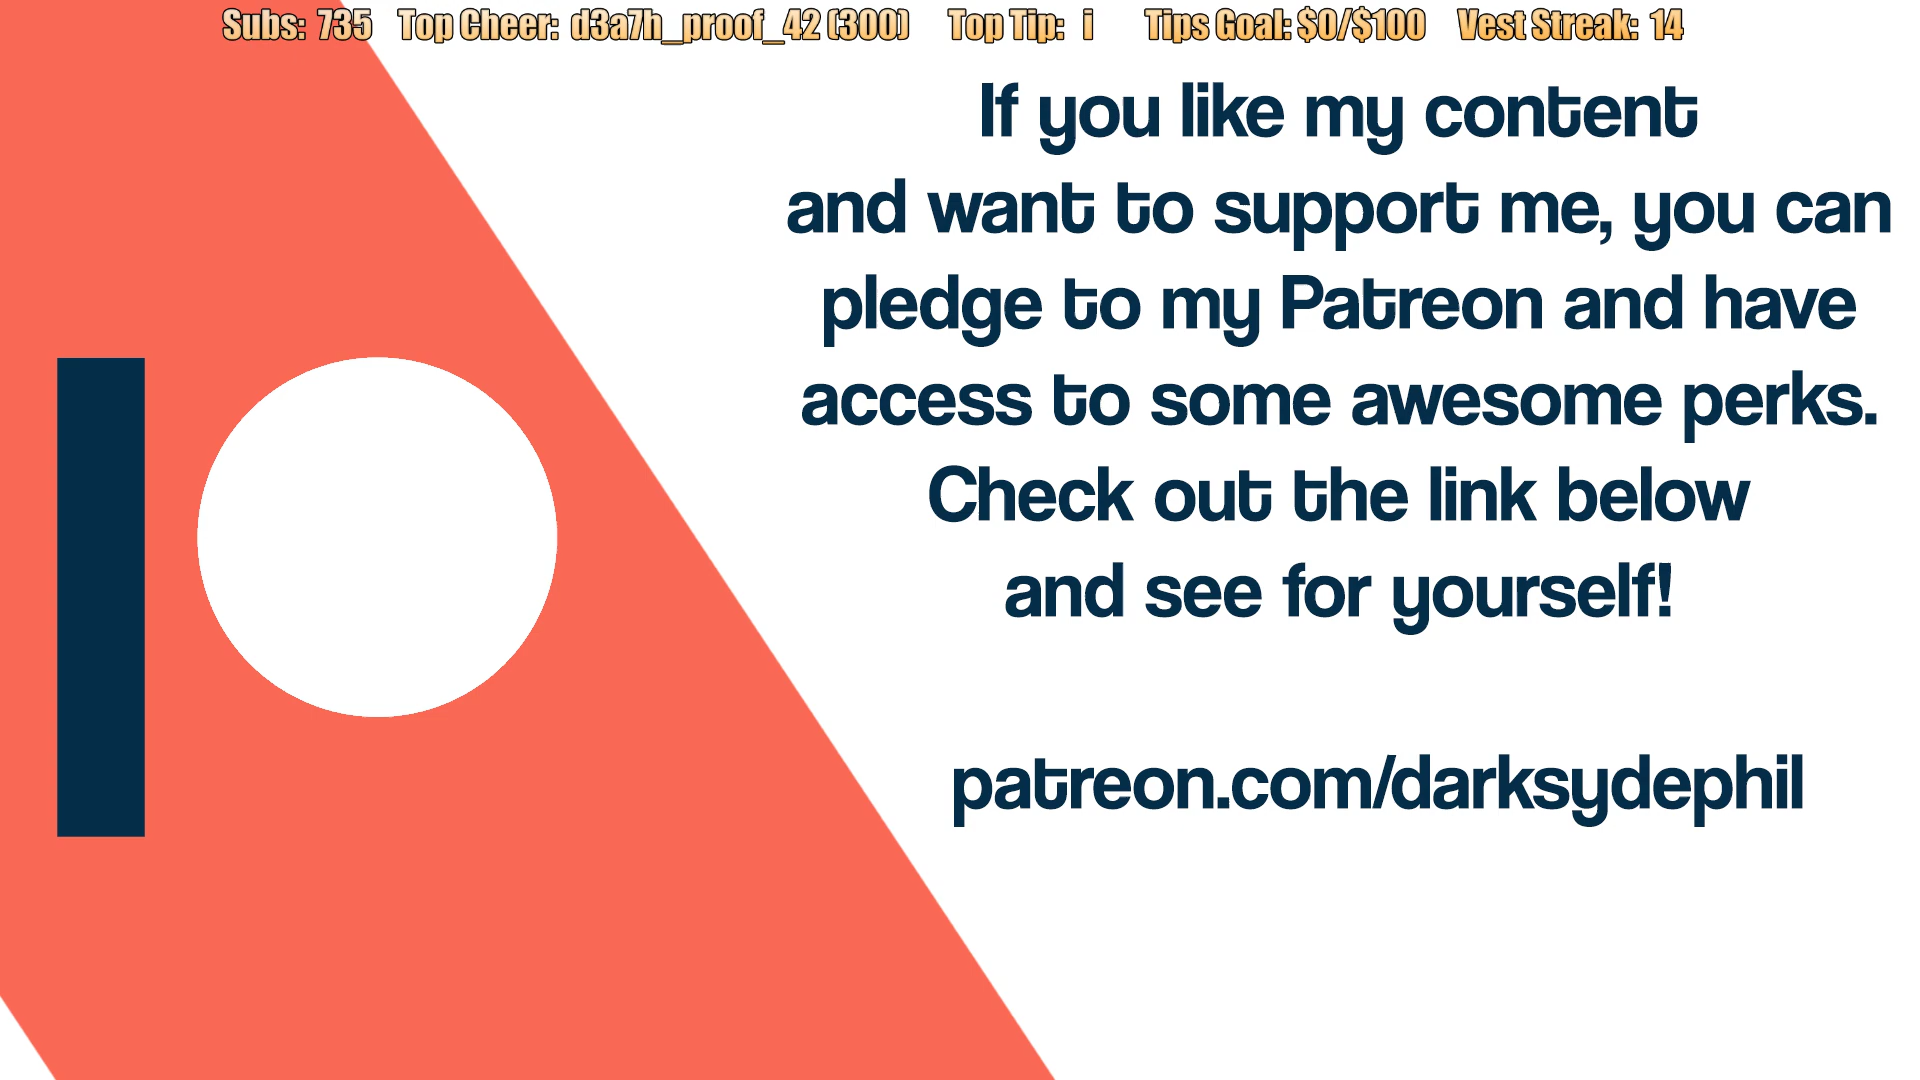 Subs: 735 Top Cheer: d3a7h_proof_42 (300) Top Tip: i Tips Goal: $0/$100 Vest Streak: 14
If you like my content
and want to support me, you can
pledge to my Patreon and have
access to some awesome perks.
Check out the link below
and see for yourself!
patreon.com/darksydephil